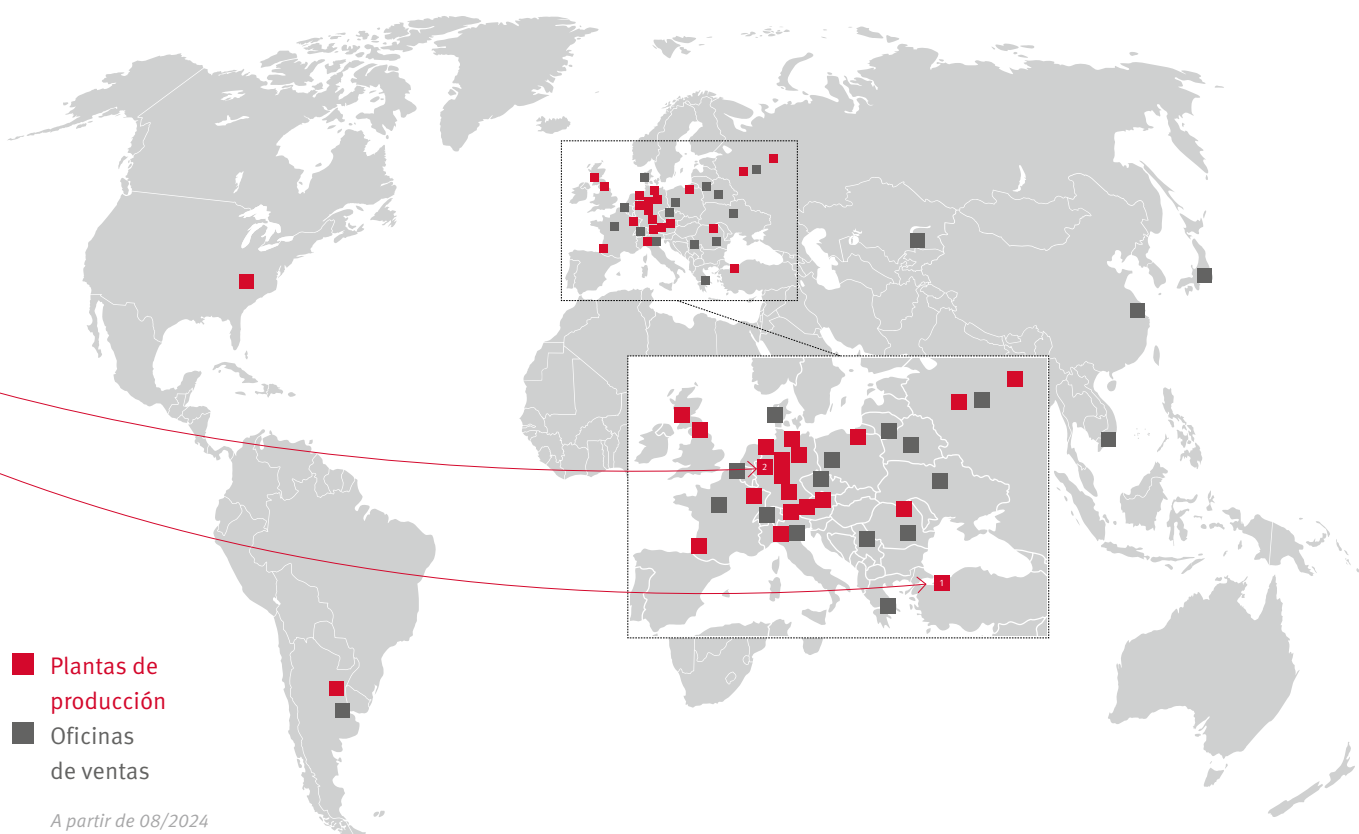 2
1
Plantas de
producción
Oficinas
de ventas
A partir de 08/2024